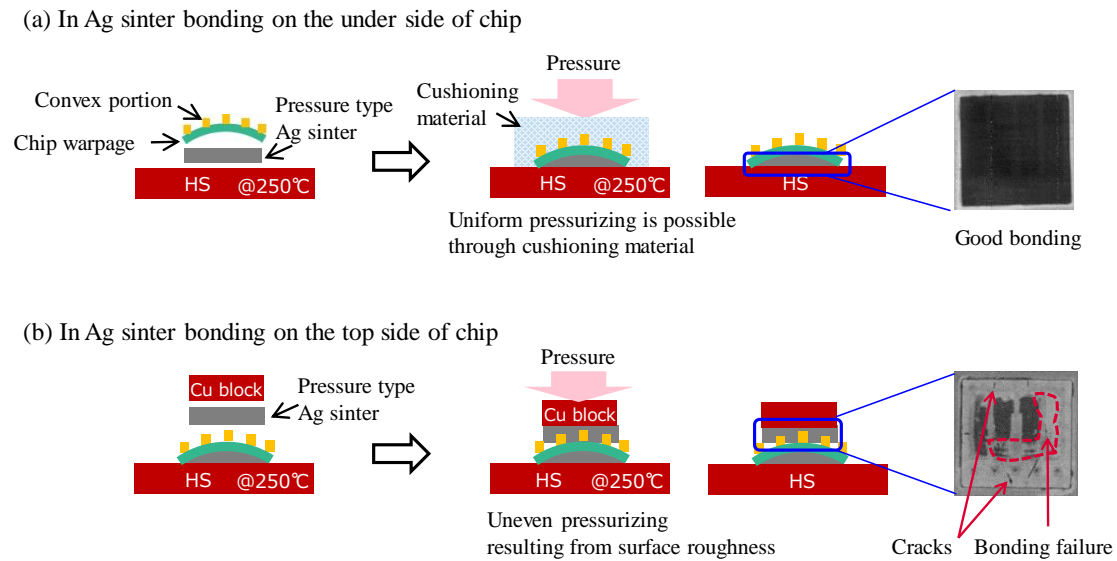 (a) In Ag sinter bonding on the under side of chip
Pressure
Convex portion
Cushioning
material
Pressure type
Ag sinter
Chip warpage
HS @250℃
HS @250℃
HS
Uniform pressurizing is possible
through cushioning material
Good bonding
(b) In Ag sinter bonding on the top side of chip
Pressure
Cu block
Pressure type
Ag sinter
Cu block
HS @250℃
HS @250℃
HS
Uneven pressurizing
resulting from surface roughness
Cracks
Bonding failure